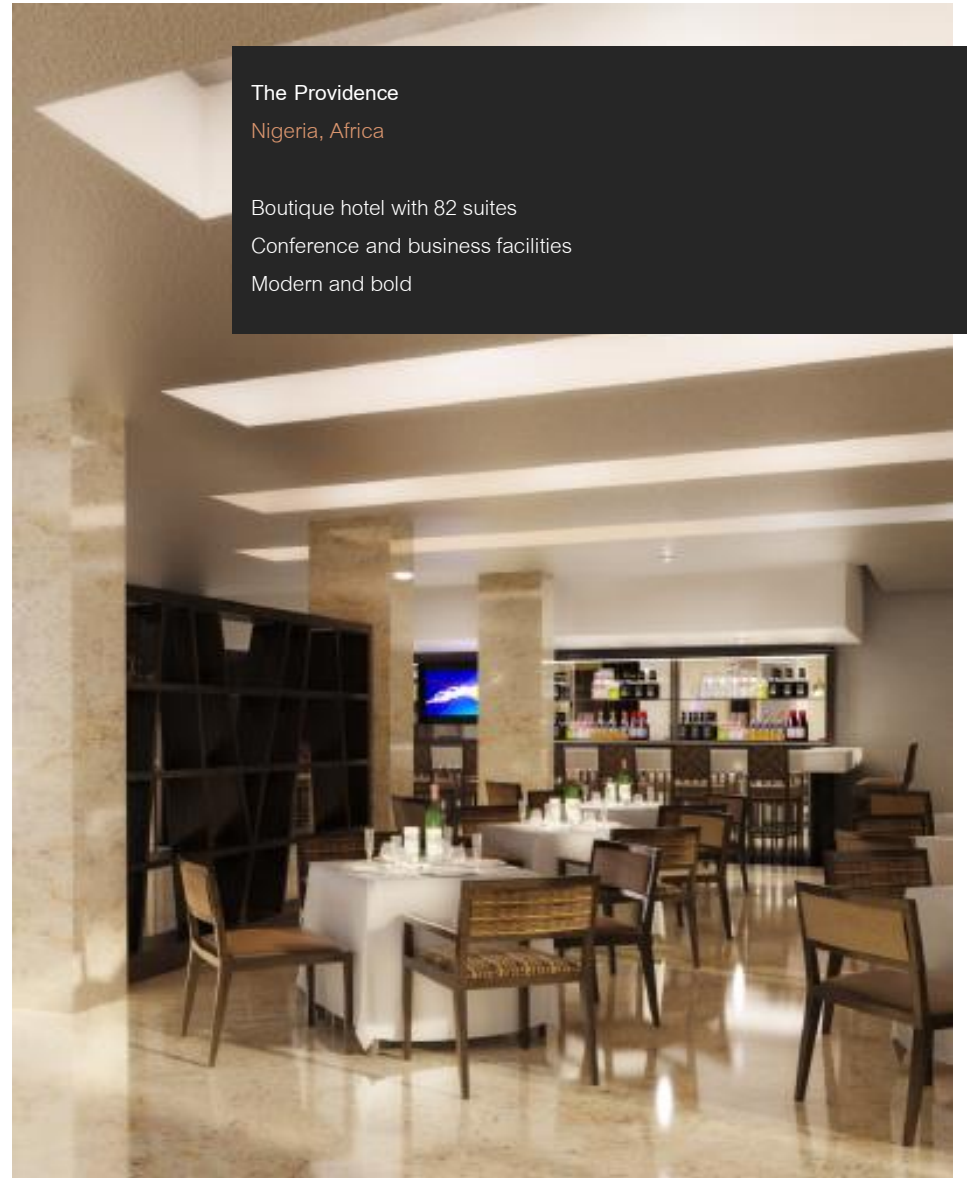 The Providence
Nigeria, Africa
Boutique hotel with 82 suites
Conference and business facilities
Modern and bold